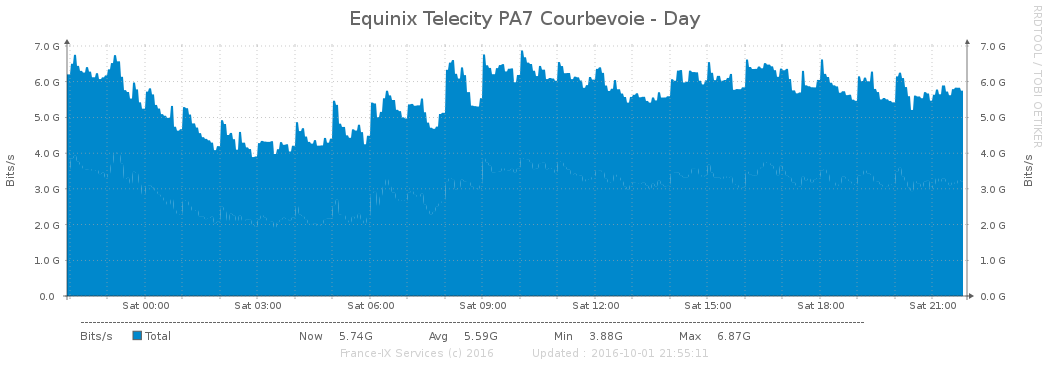 Equinix Telecity PA7 Courbevoie - Day
RRDTOOL / TOBI OETIKER
7.0 G 7.0 G
6.0 G 6.0 G
5.0 G 5.0 G
4.0 G 4.0 G
3.0 G 3.0 G
2.0 G 2.0 G
1.0 G 1.0 G
0.0 0.0 G
Bits/s Bits/s
Sat 00:00 Sat 03:00 Sat 06:00 Sat 09:00 Sat 12:00 Sat 15:00 Sat 18:00 Sat 21:00
Bits/s Total Now 5.74G Avg 5.59G Min 3.88G Max 6.87G
France-IX Services (c) 2016 Updated : 2016-10-01 21:55:11